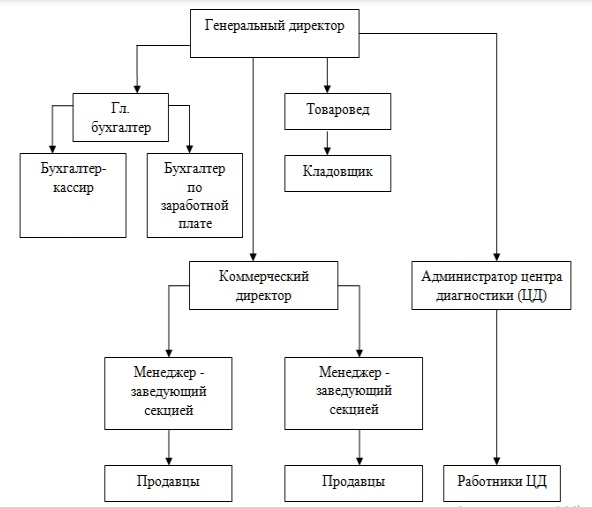 Генеральный директор
Гл.
бухгалтер
Товаровед
Бухгалтер-
кассир
Бухгалтер
по
заработной
плате
Кладовщик
Коммерческий
директор
Администратор центра
диагностики (ЦД)
Менеджер -
заведующий
секцией
Менеджер -
заведующий
секцией
Продавцы
Продавцы
Работники ЦД